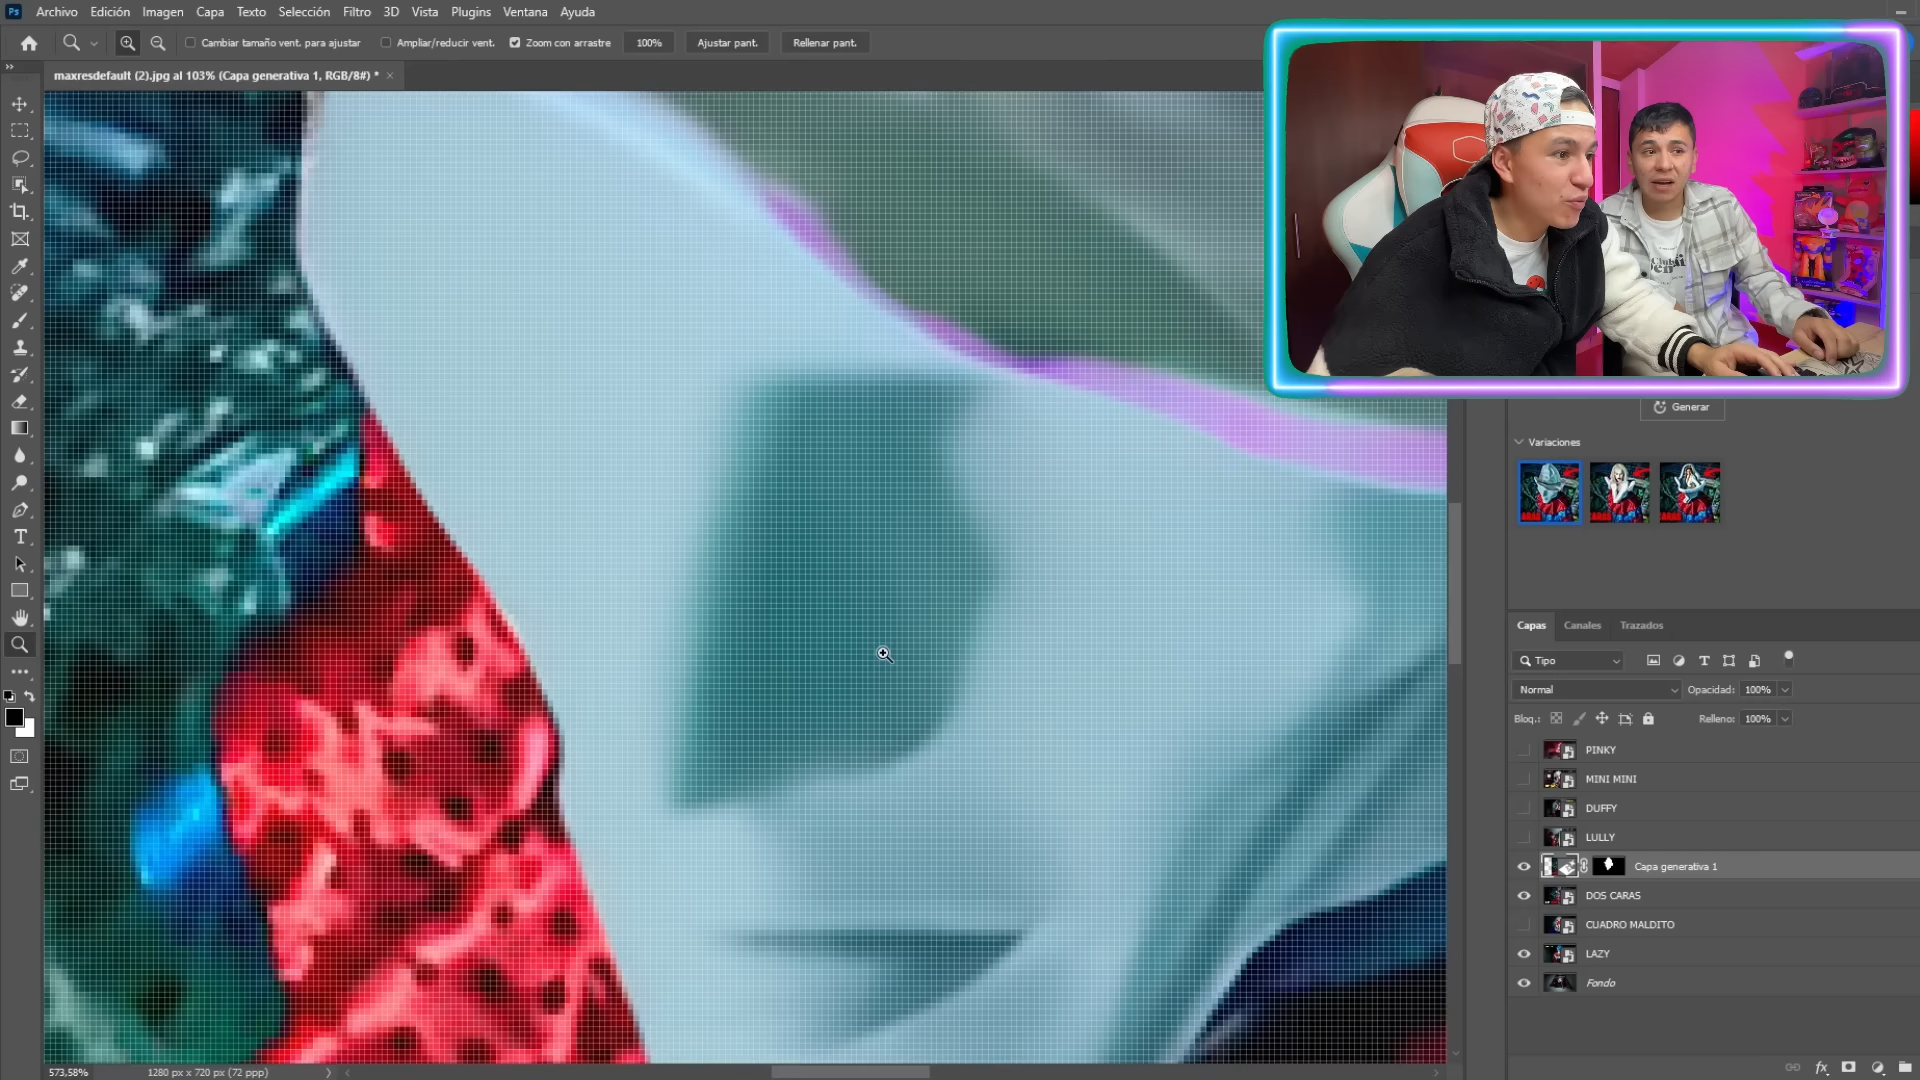 Ps Archivo Edición Imagen Capa Texto Selección Filtro 3D Vista Plugins Ventana Ayuda
Cambiar tamaño vent. para ajustar Ampliar/reducir vent. Zoom con arrastre 100% Ajustar pant. Rellenar pant.
maxresdefault (2).jpg al 103% (Capa generativa 1, RGB/8#) * ×
Generar
Variaciones
Capas Canales Trazados
Tipo
Normal Opacidad: 100%
Bloq.: Relleno: 100%
PINKY
MINI MINI
DUFFY
LULLY
Capa generativa 1
DOS CARAS
CUADRO MALDITO
LAZY
Fondo
573,58% 1280 px x 720 px (72 ppp)